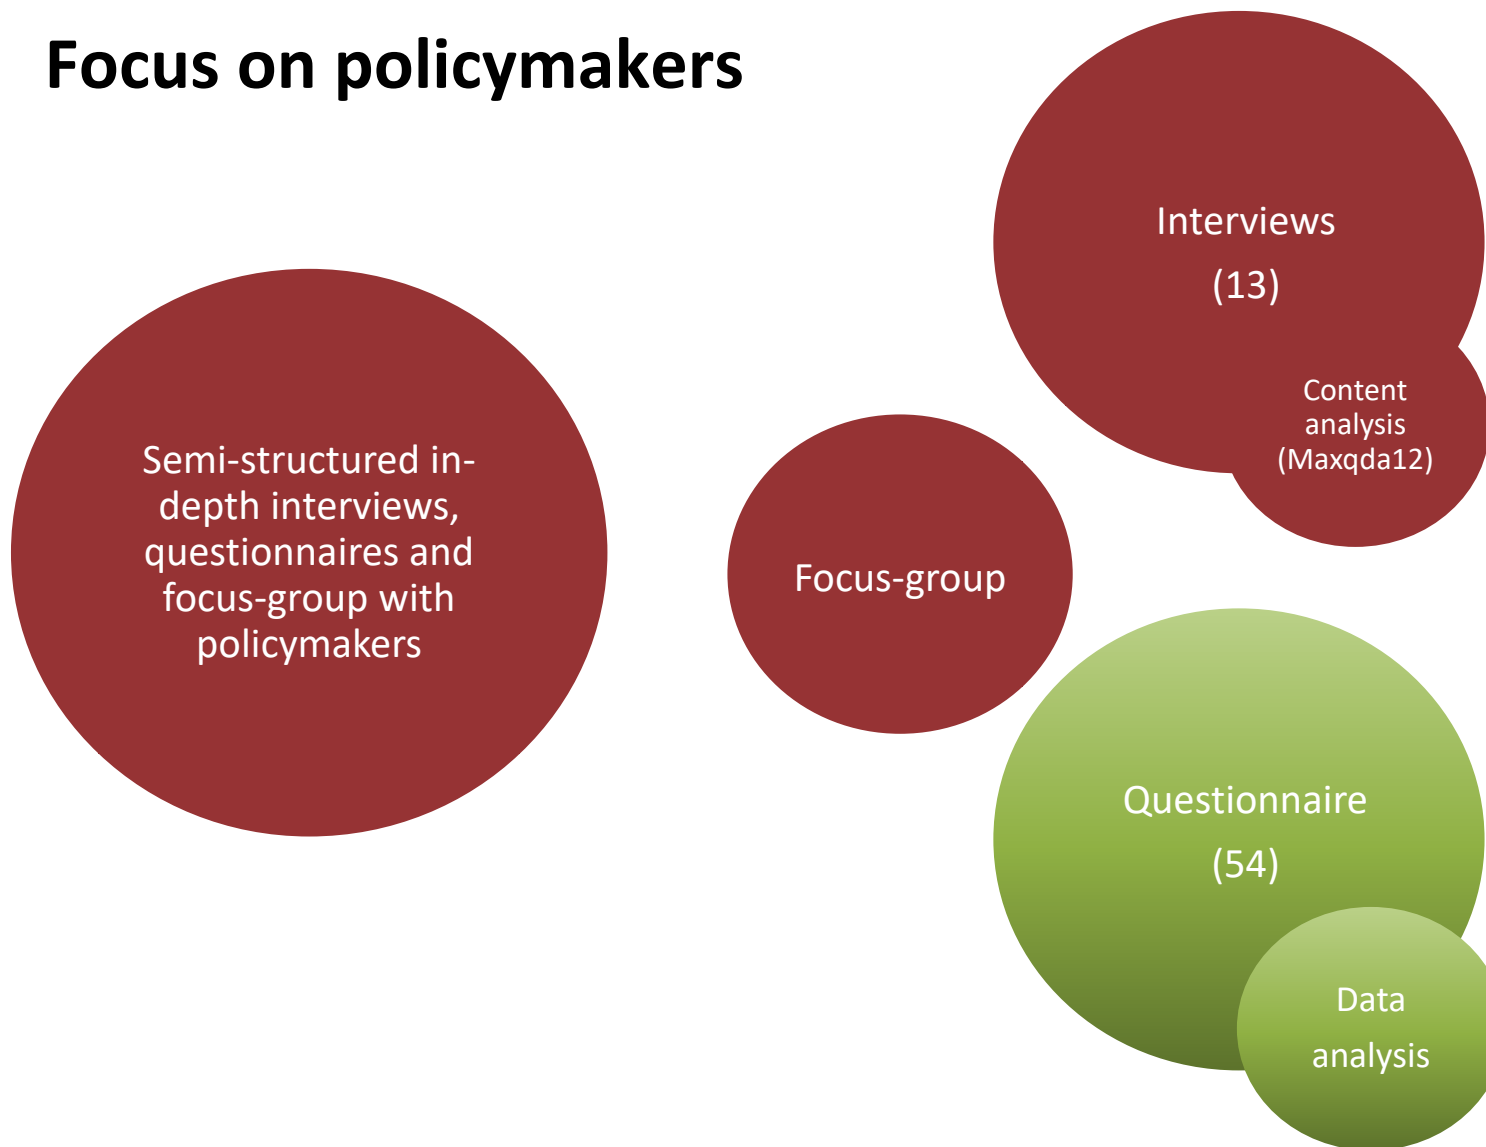 Focus on policymakers
Semi-structured in-
depth interviews,
questionnaires and
focus-group with
policymakers
Focus-group
Interviews
(13)
Content
analysis
(Maxqda12)
Questionnaire
(54)
Data
analysis